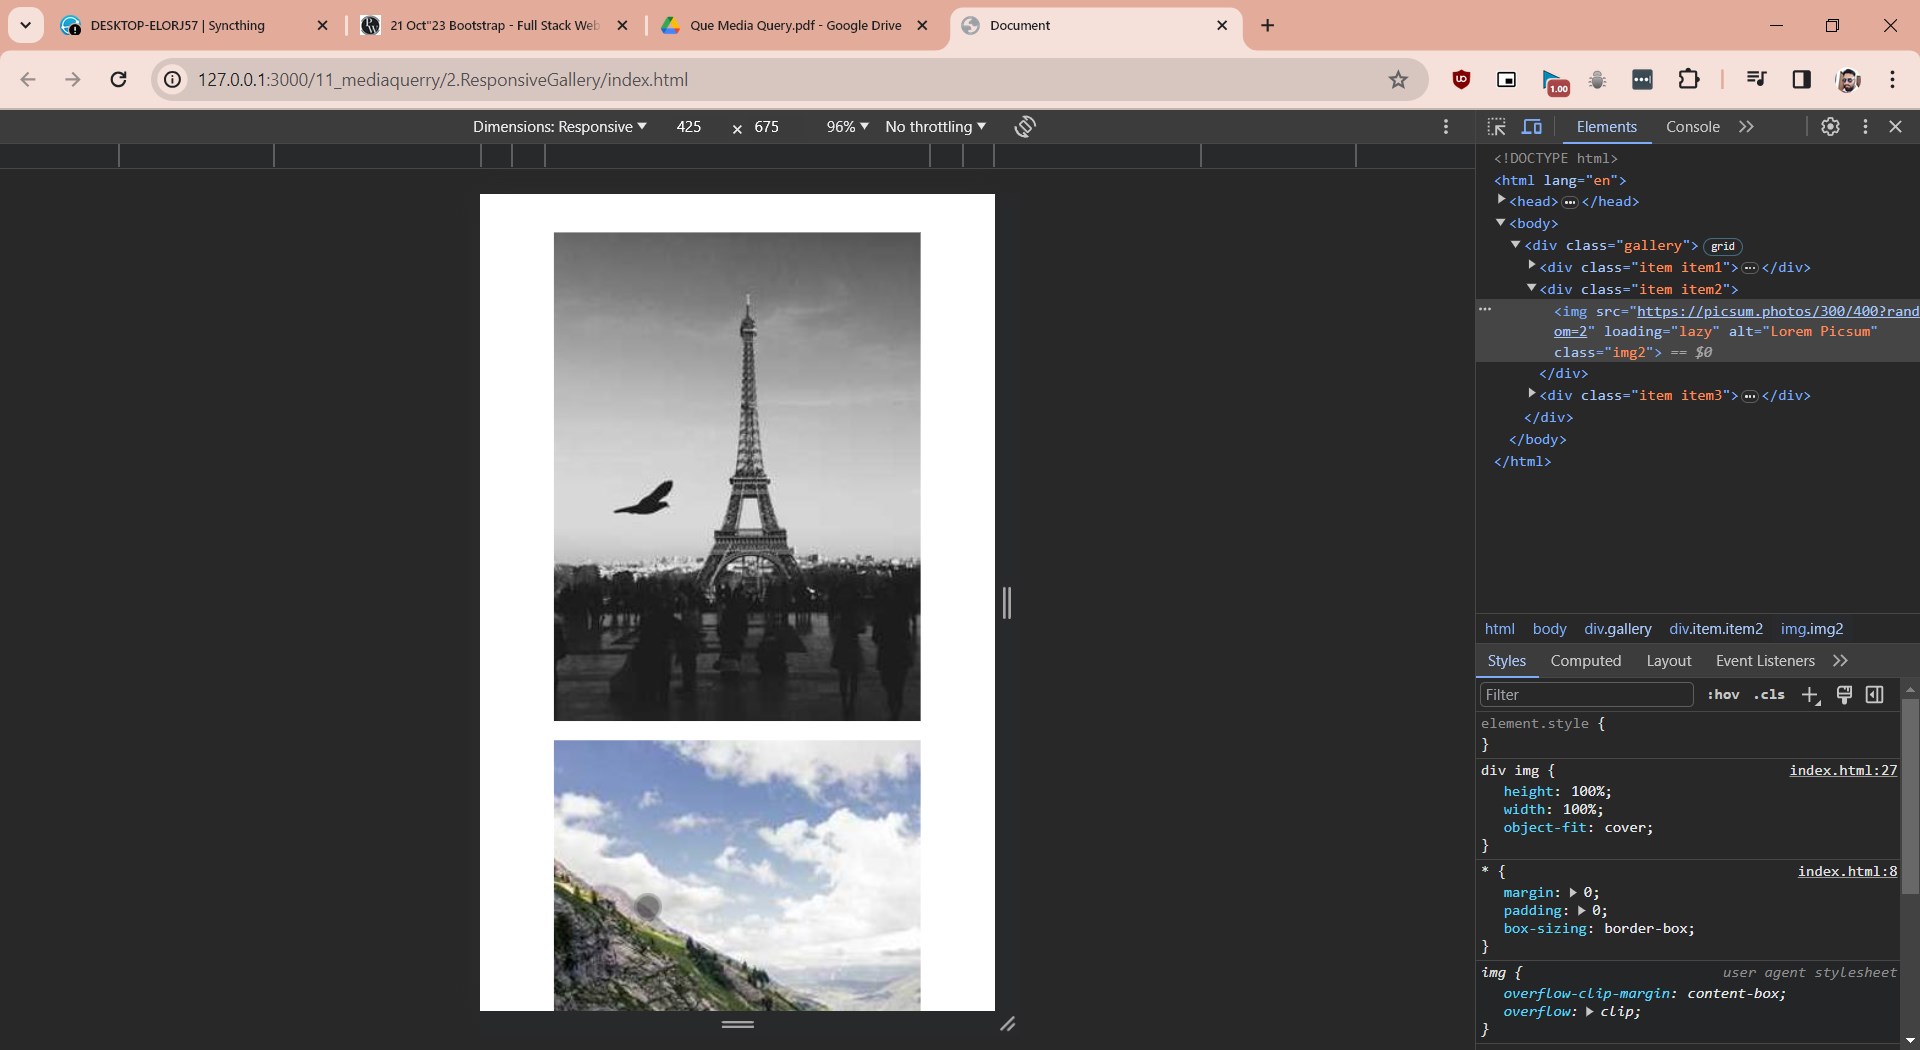 DESKTOP-ELORJ57 | Syncthing
21 Oct"23 Bootstrap - Full Stack Web
Que Media Query.pdf - Google Drive
Document
127.0.0.1:3000/11_mediaquerry/2.ResponsiveGallery/index.html
1.00
Dimensions: Responsive
425
×
675
96%
No throttling
Elements
Console
<!DOCTYPE html>
<html lang="en">
<head>…</head>
<body>
<div class="gallery">
grid
<div class="item item1">…</div>
<div class="item item2">
<img src="https://picsum.photos/300/400?rand
om=2" loading="lazy" alt="Lorem Picsum"
class="img2"> == $0
</div>
<div class="item item3">…</div>
</div>
</body>
</html>
html
body
div.gallery
div.item.item2
img.img2
Styles
Computed
Layout
Event Listeners
Filter
:hov
.cls
element.style {
}
div img {
index.html:27
height: 100%;
width: 100%;
object-fit: cover;
}
* {
index.html:8
margin: 0;
padding: 0;
box-sizing: border-box;
}
img {
user agent stylesheet
overflow-clip-margin: content-box;
overflow: clip;
}